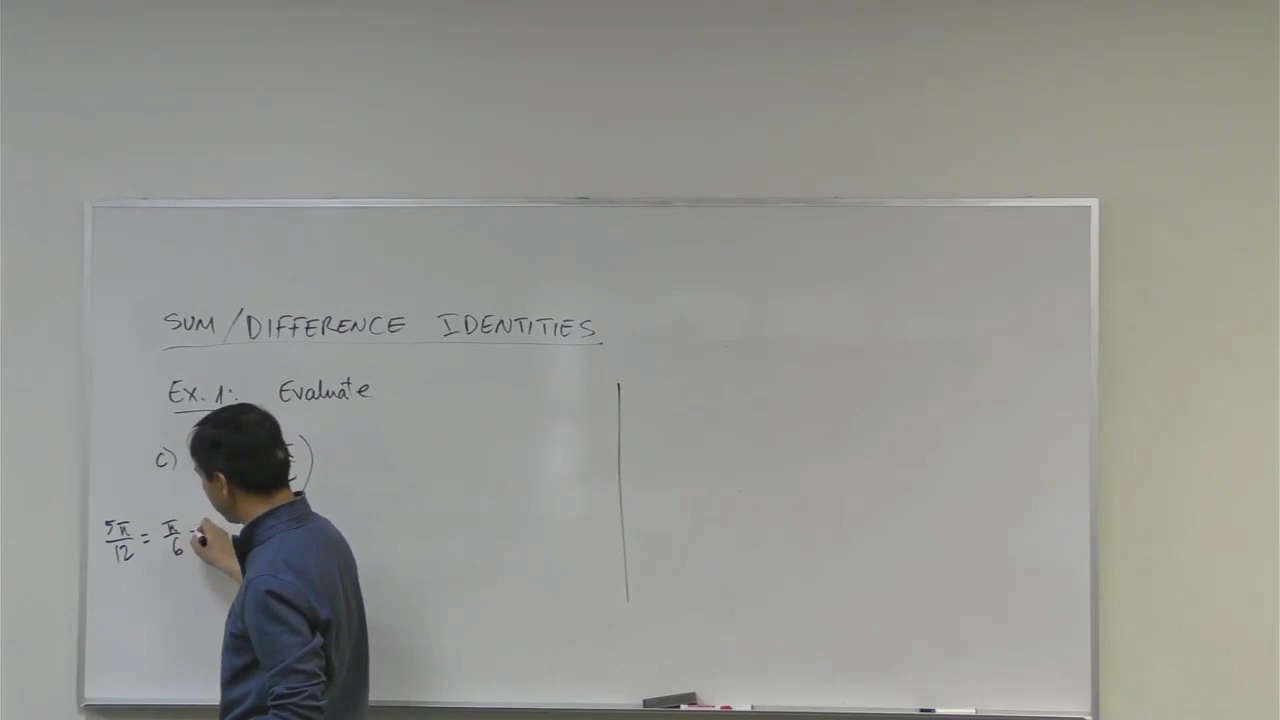 SUM/DIFFERENCE IDENTITIES
Ex. 1: Evaluate
c) )
5π/12 = π/6